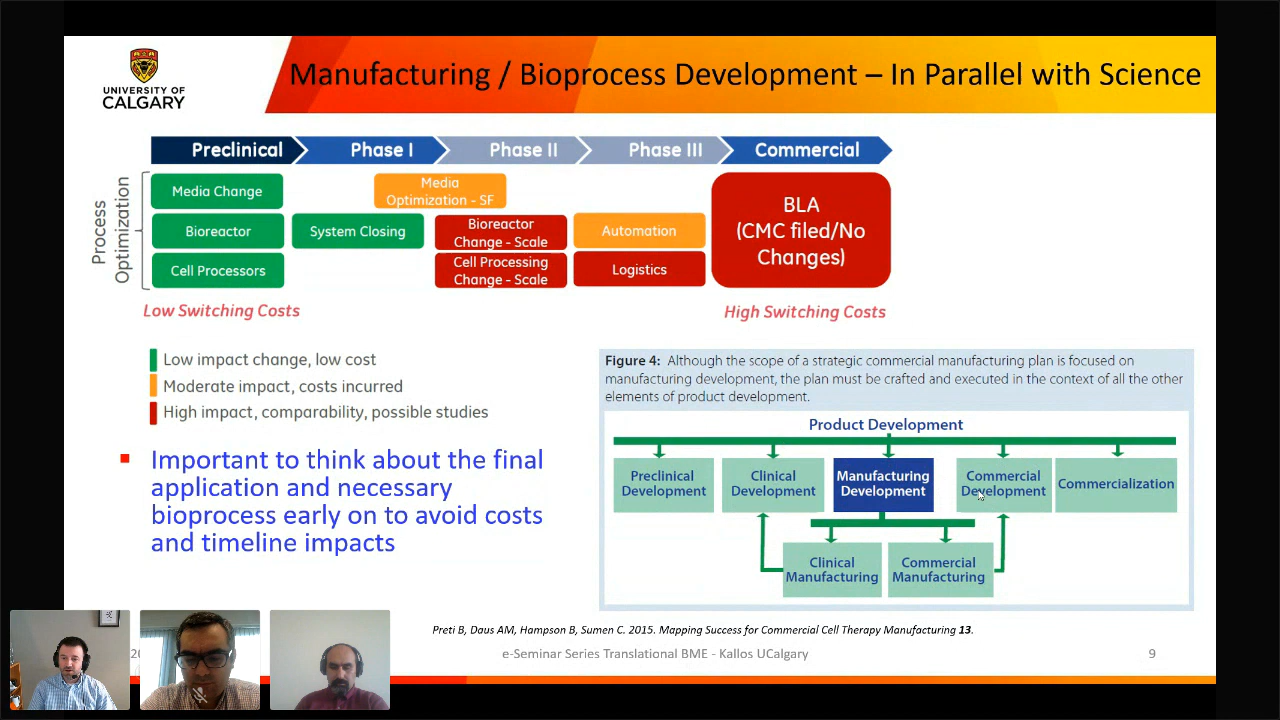 UNIVERSITY OF
CALGARY
Manufacturing / Bioprocess Development – In Parallel with Science
Preclinical
Phase I
Phase II
Phase III
Commercial
Process
Optimization
Media Change
Media
Optimization - SF
Bioreactor
System Closing
Bioreactor
Change - Scale
Automation
Cell Processors
Cell Processing
Change - Scale
Logistics
BLA
(CMC filed/No
Changes)
Low Switching Costs
High Switching Costs
Low impact change, low cost
Moderate impact, costs incurred
High impact, comparability, possible studies
Important to think about the final
application and necessary
bioprocess early on to avoid costs
and timeline impacts
Figure 4: Although the scope of a strategic commercial manufacturing plan is focused on
manufacturing development, the plan must be crafted and executed in the context of all the other
elements of product development.
Product Development
Preclinical
Development
Clinical
Development
Manufacturing
Development
Commercial
Development
Commercialization
Clinical
Manufacturing
Commercial
Manufacturing
Preti B, Daus AM, Hampson B, Sumen C. 2015. Mapping Success for Commercial Cell Therapy Manufacturing 13.
e-Seminar Series Translational BME - Kallos UCalgary
9